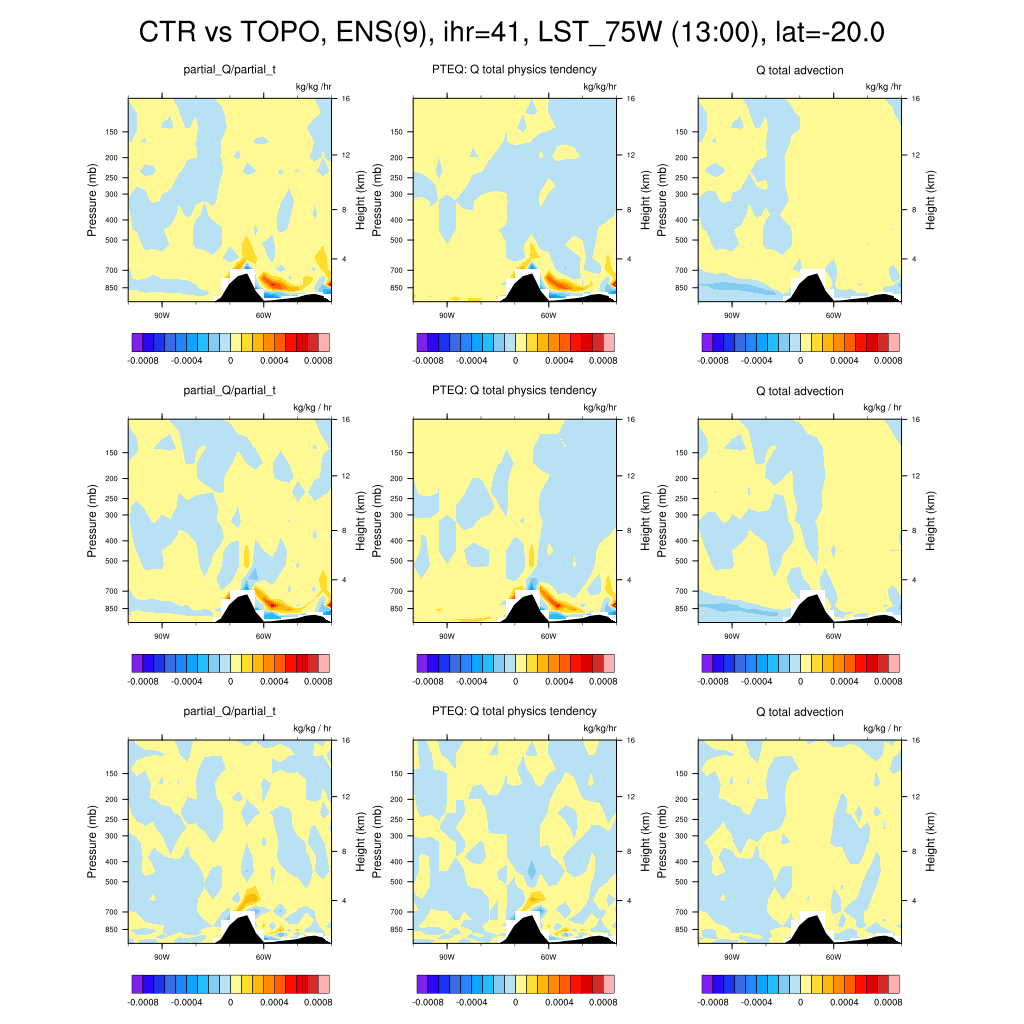 CTR vs TOPO, ENS(9), ihr=41, LST_75W (13:00), lat=-20.0
partial_Q/partial_t PTEQ: Q total physics tendency Q total advection
kg/kg /hr kg/kg/hr kg/kg/hr
16 16 16
150 150 150
12 12 12
200 200 200
250 250 250
300 300 300
Pressure (mb) Height (km) Pressure (mb) Height (km) Pressure (mb) Height (km)
8 8 8
400 400 400
500 500 500
4 4 4
700 700 700
850 850 850
90W 60W 90W 60W 90W 60W
-0.0008 -0.0004 0 0.0004 0.0008 -0.0008 -0.0004 0 0.0004 0.0008 -0.0008 -0.0004 0 0.0004 0.0008
partial_Q/partial_t PTEQ: Q total physics tendency Q total advection
kg/kg / hr kg/kg/hr kg/kg / hr
16 16 16
150 150 150
12 12 12
200 200 200
250 250 250
300 300 300
Pressure (mb) Height (km) Pressure (mb) Height (km) Pressure (mb) Height (km)
8 8 8
400 400 400
500 500 500
4 4 4
700 700 700
850 850 850
90W 60W 90W 60W 90W 60W
-0.0008 -0.0004 0 0.0004 0.0008 -0.0008 -0.0004 0 0.0004 0.0008 -0.0008 -0.0004 0 0.0004 0.0008
partial_Q/partial_t PTEQ: Q total physics tendency Q total advection
kg/kg / hr kg/kg/hr kg/kg / hr
16 16 16
150 150 150
12 12 12
200 200 200
250 250 250
300 300 300
Pressure (mb) Height (km) Pressure (mb) Height (km) Pressure (mb) Height (km)
8 8 8
400 400 400
500 500 500
4 4 4
700 700 700
850 850 850
90W 60W 90W 60W 90W 60W
-0.0008 -0.0004 0 0.0004 0.0008 -0.0008 -0.0004 0 0.0004 0.0008 -0.0008 -0.0004 0 0.0004 0.0008